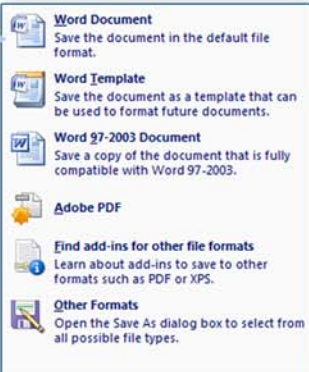 Word Document
Save the document in the default file
format.
Word Template
Save the document as a template that can
be used to format future documents.
Word 97-2003 Document
Save a copy of the document that is fully
compatible with Word 97-2003.
Adobe PDF
Find add-ins for other file formats
Learn about add-ins to save to other
formats such as PDF or XPS.
Other Formats
Open the Save As dialog box to select from
all possible file types.